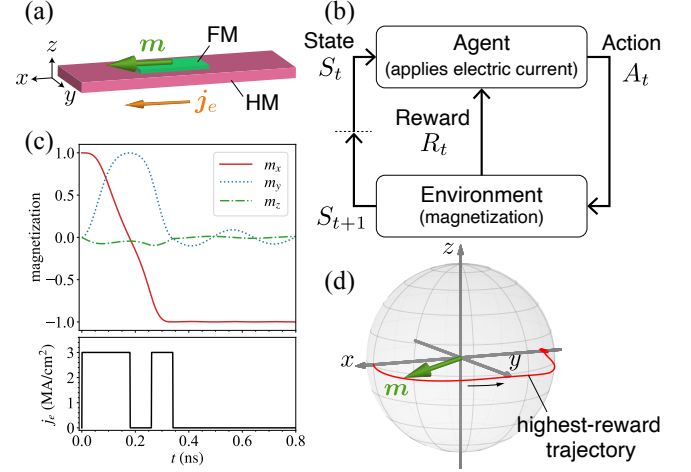 (a)
FM
m
z
x
y
j_e
HM
(b)
State
S_t
Agent
(applies electric current)
Action
A_t
Reward
R_t
Environment
(magnetization)
S_{t+1}
(c)
1.0
0.5
0.0
−0.5
−1.0
magnetization
m_x
m_y
m_z
3
2
1
0
j_e (MA/cm²)
0.0 0.2 0.4 0.6 0.8
t (ns)
(d)
z
x
y
m
highest-reward
trajectory